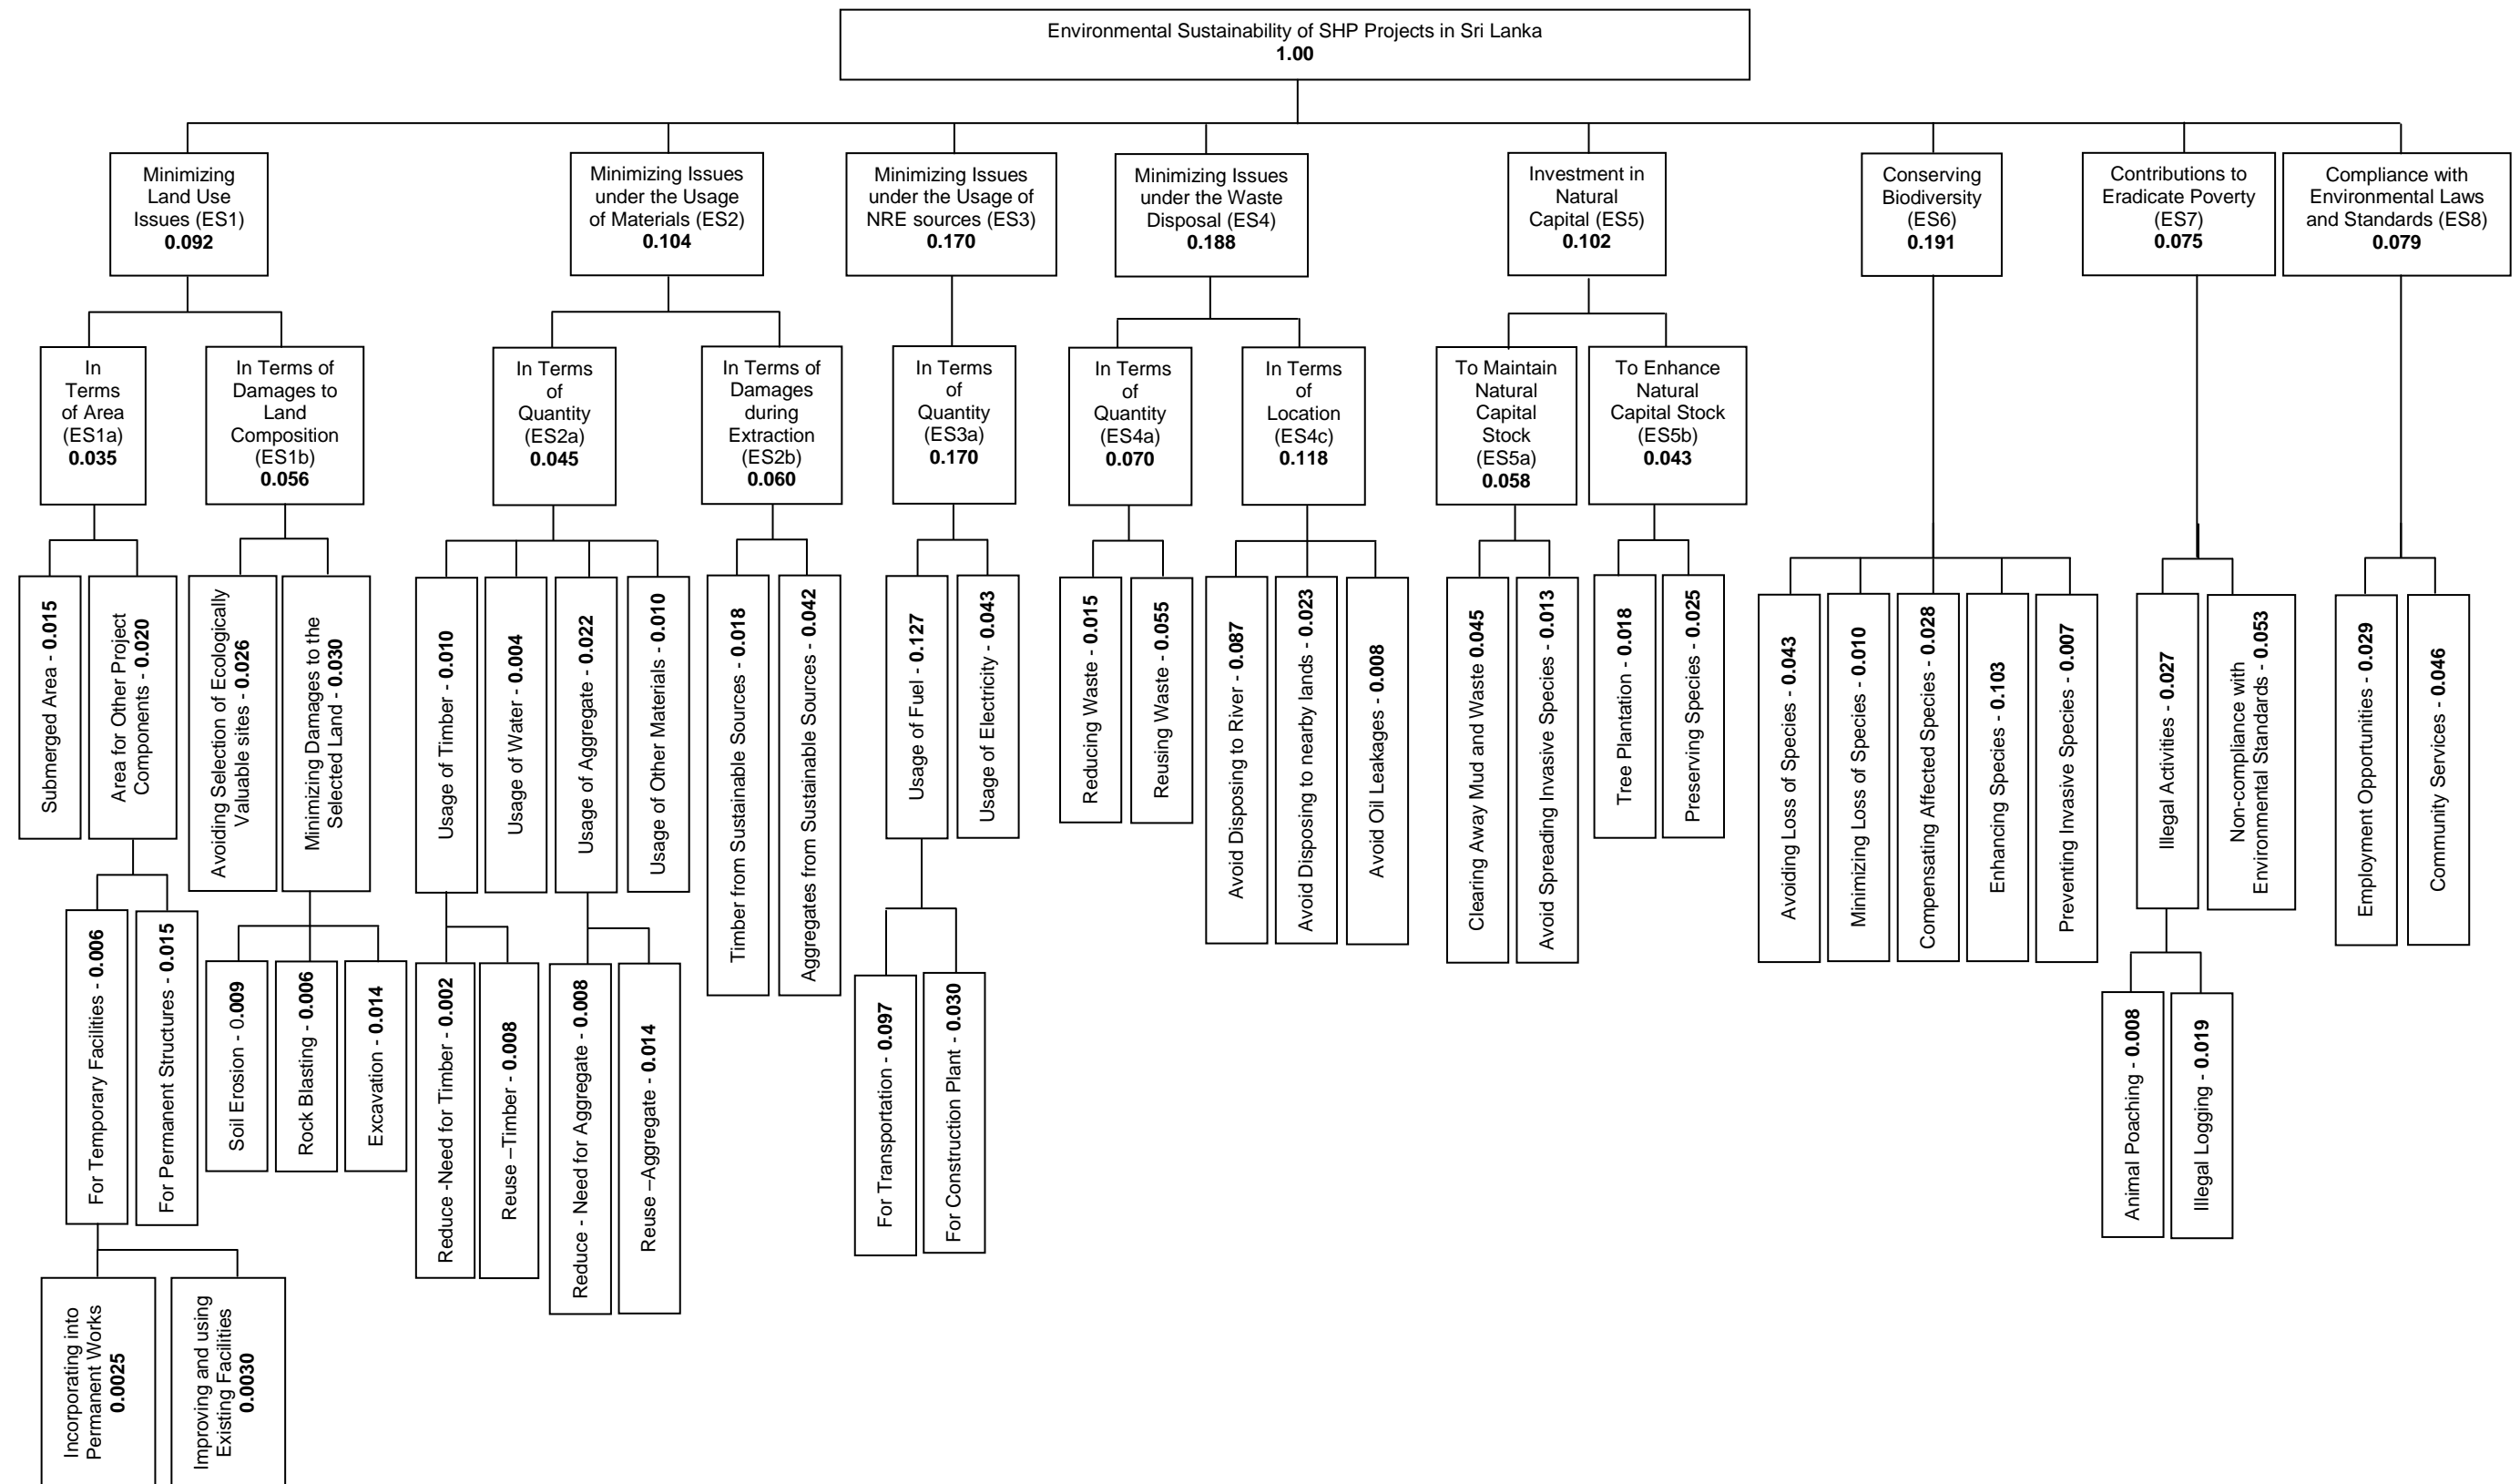 Environmental Sustainability of SHP Projects in Sri Lanka
1.00
Minimizing
Land Use
Issues (ES1)
0.092
Minimizing Issues
under the Usage
of Materials (ES2)
0.104
Minimizing Issues
under the Usage of
NRE sources (ES3)
0.170
Minimizing Issues
under the Waste
Disposal (ES4)
0.188
Investment in
Natural
Capital (ES5)
0.102
Conserving
Biodiversity
(ES6)
0.191
Contributions to
Eradicate Poverty
(ES7)
0.075
Compliance with
Environmental Laws
and Standards (ES8)
0.079
In
Terms
of Area
(ES1a)
0.035
In Terms of
Damages to
Land
Composition
(ES1b)
0.056
In Terms
of
Quantity
(ES2a)
0.045
In Terms of
Damages
during
Extraction
(ES2b)
0.060
In Terms
of
Quantity
(ES3a)
0.170
In Terms
of
Quantity
(ES4a)
0.070
In Terms
of
Location
(ES4c)
0.118
To Maintain
Natural
Capital
Stock
(ES5a)
0.058
To Enhance
Natural
Capital Stock
(ES5b)
0.043
Submerged Area - 0.015
Area for Other Project
Components - 0.020
Avoiding Selection of Ecologically
Valuable sites - 0.026
Minimizing Damages to the
Selected Land - 0.030
Usage of Timber - 0.010
Usage of Water - 0.004
Usage of Aggregate - 0.022
Usage of Other Materials - 0.010
Timber from Sustainable Sources - 0.018
Aggregates from Sustainable Sources - 0.042
Usage of Fuel - 0.127
Usage of Electricity - 0.043
Reducing Waste - 0.015
Reusing Waste - 0.055
Avoid Disposing to River - 0.087
Avoid Disposing to nearby lands - 0.023
Avoid Oil Leakages - 0.008
Clearing Away Mud and Waste 0.045
Avoid Spreading Invasive Species - 0.013
Tree Plantation - 0.018
Preserving Species - 0.025
Avoiding Loss of Species - 0.043
Minimizing Loss of Species - 0.010
Compensating Affected Species - 0.028
Enhancing Species - 0.103
Preventing Invasive Species - 0.007
Illegal Activities - 0.027
Non-compliance with
Environmental Standards - 0.053
Employment Opportunities - 0.029
Community Services - 0.046
For Temporary Facilities - 0.006
For Permanent Structures - 0.015
Soil Erosion - 0.009
Rock Blasting - 0.006
Excavation - 0.014
Reduce -Need for Timber - 0.002
Reuse –Timber - 0.008
Reduce - Need for Aggregate - 0.008
Reuse –Aggregate - 0.014
For Transportation - 0.097
For Construction Plant - 0.030
Animal Poaching - 0.008
Illegal Logging - 0.019
Incorporating into
Permanent Works
0.0025
Improving and using
Existing Facilities
0.0030